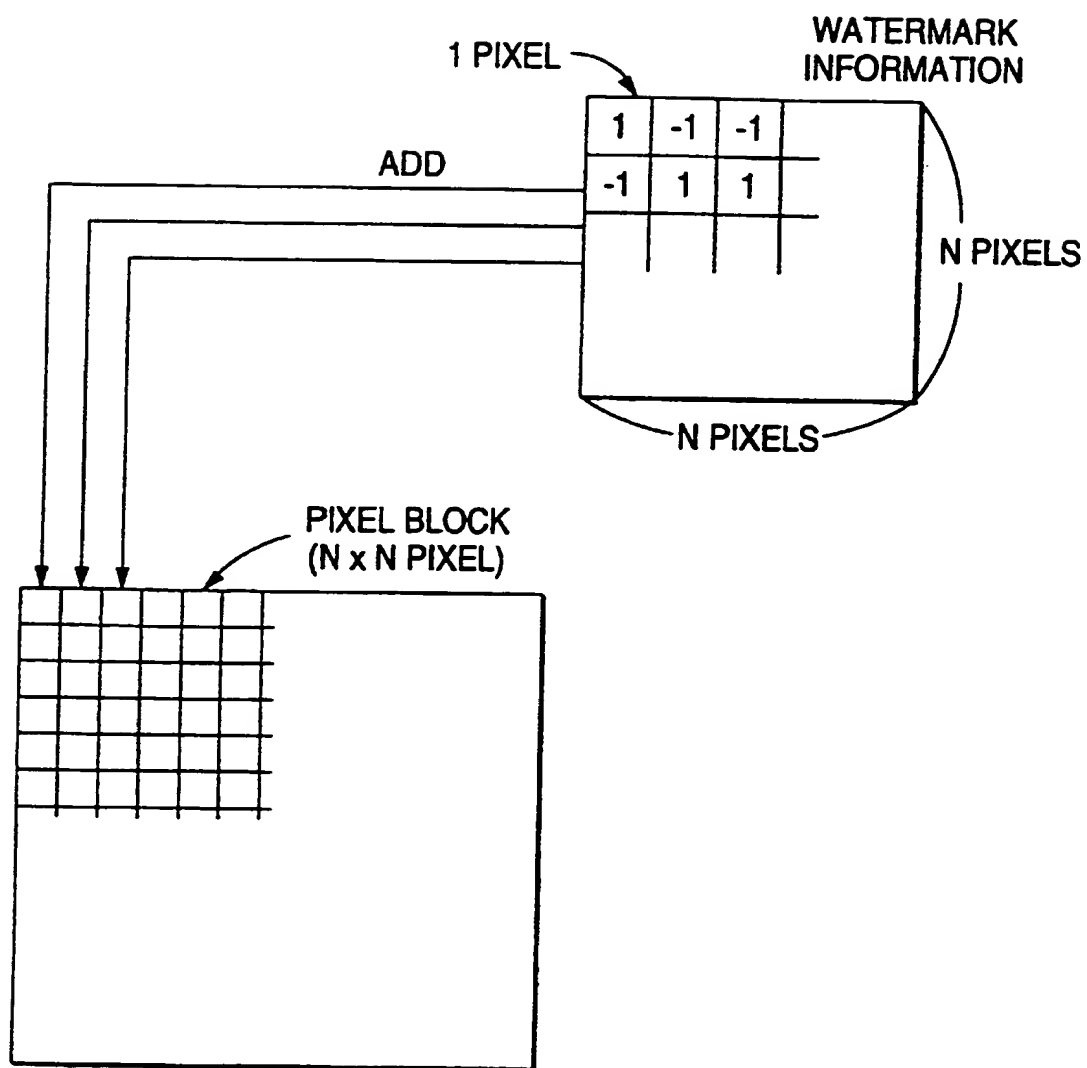 WATERMARK
INFORMATION
1 PIXEL
1 -1 -1
ADD
-1 1 1
N PIXELS
N PIXELS
PIXEL BLOCK
(N x N PIXEL)